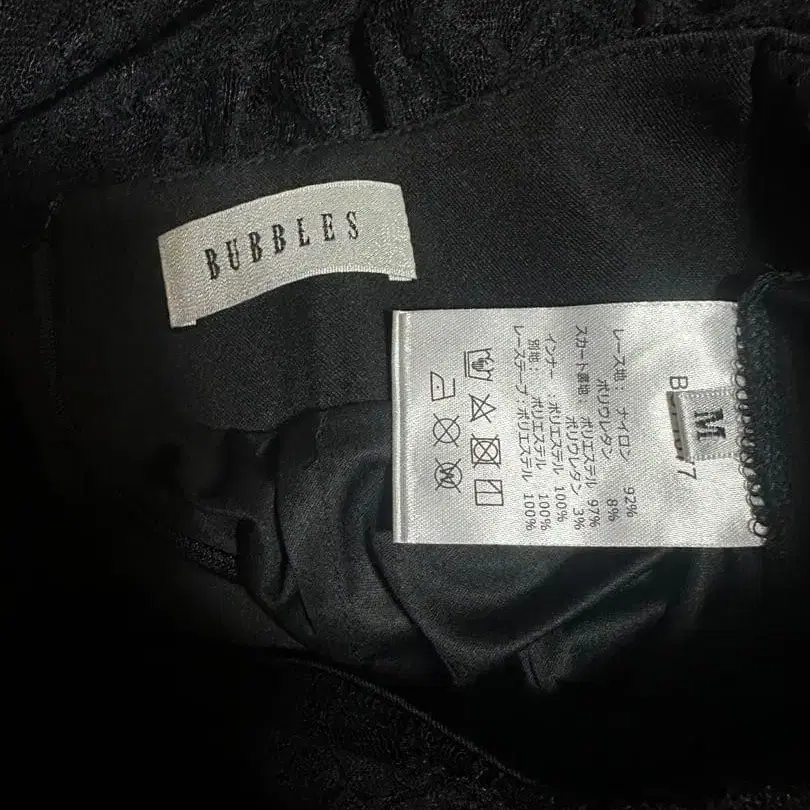 BUBBLES
M
レース地： ナイロン 92%
ポリウレタン 8%
スカート裏地： ポリエステル 97%
ポリウレタン 3%
インナー：ポリエステル 100%
別地： ポリエステル 100%
レーステープ：ポリエステル 100%